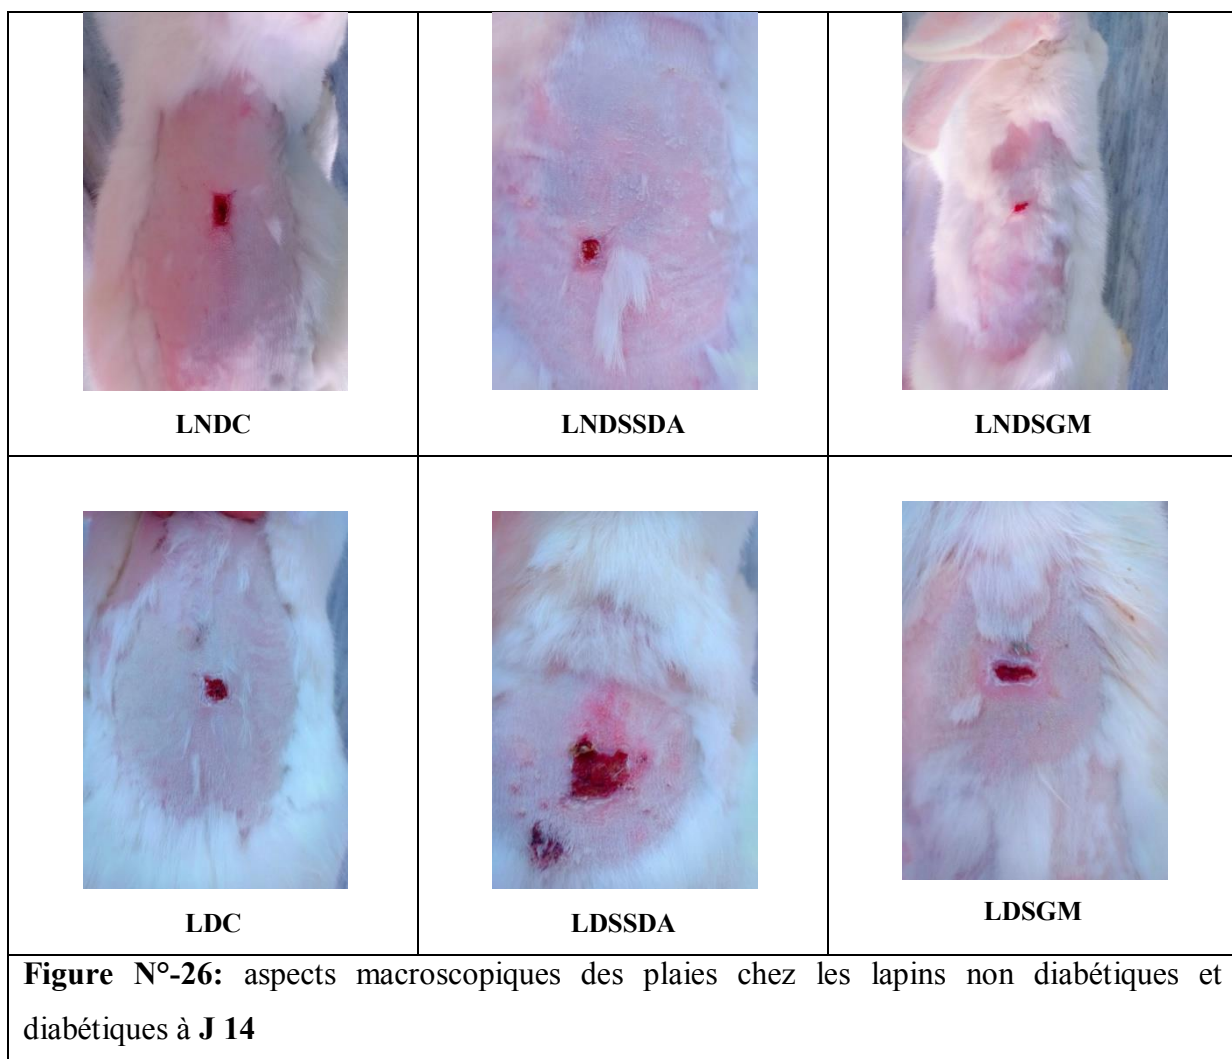 LNDC LNDSSDA LNDSGM
LDC LDSSDA LDSGM
Figure N°-26: aspects macroscopiques des plaies chez les lapins non diabétiques et
diabétiques à J 14